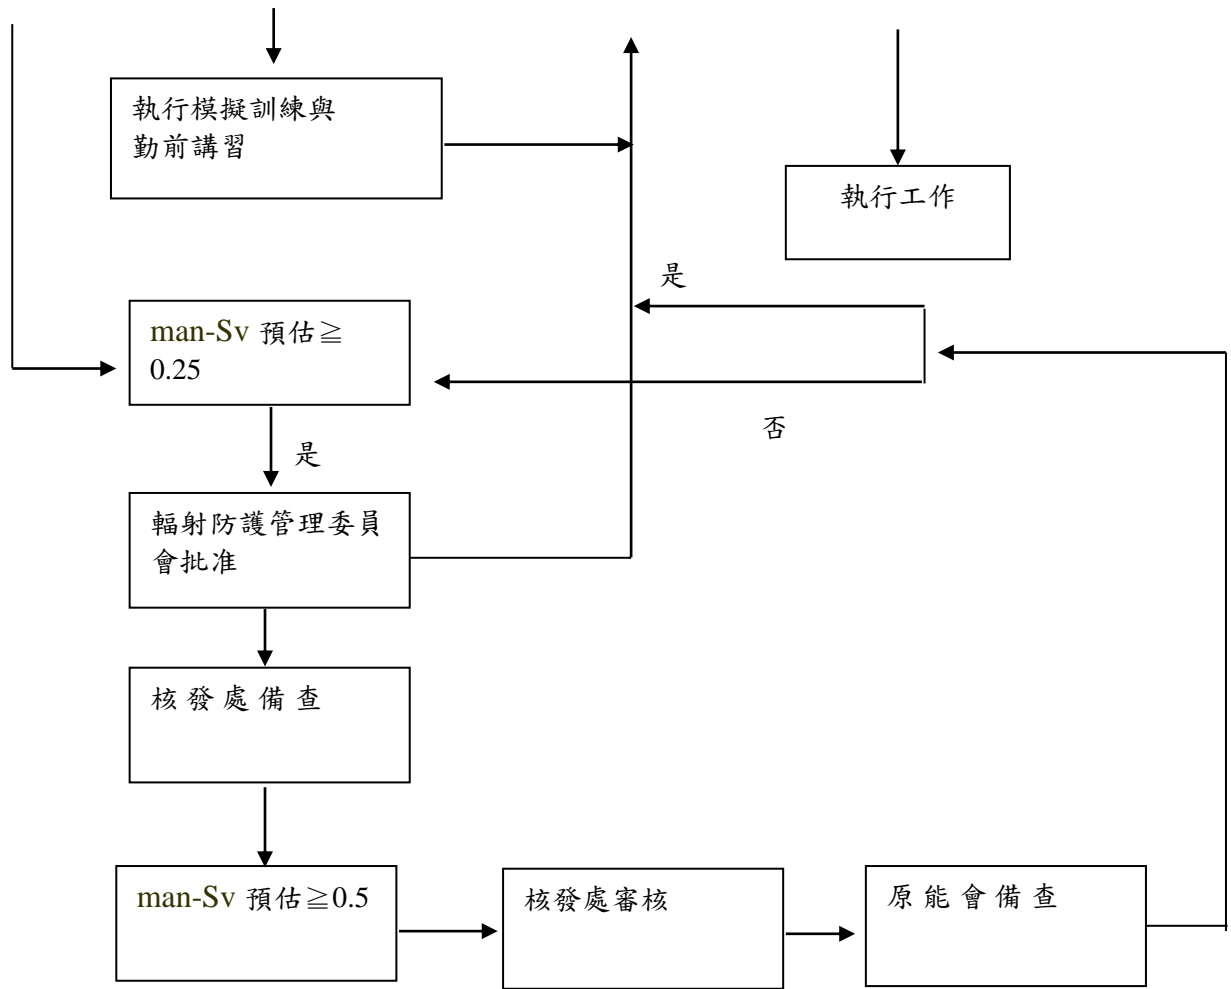 執行模擬訓練與
勤前講習
執行工作
是
man-Sv 預估≧
0.25
否
是
輻射防護管理委員
會批准
核發處備查
man-Sv 預估≧0.5
核發處審核
原能會備查